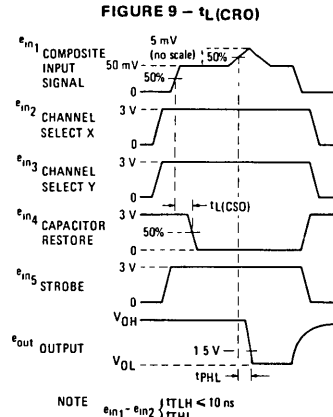 FIGURE 9 – tL(CRO)
ein1 COMPOSITE
INPUT
SIGNAL
5 mV
(no scale)
50%
50 mV
50%
0
ein2 CHANNEL
SELECT X
3 V
0
ein3 CHANNEL
SELECT Y
3 V
0
tL(CSO)
ein4 CAPACITOR
RESTORE
3 V
50%
0
ein5 STROBE
3 V
0
eout OUTPUT
VOH
1 5 V
VOL
tPHL
NOTE
ein1 - ein2 { tTLH ≤ 10 ns
tTHL